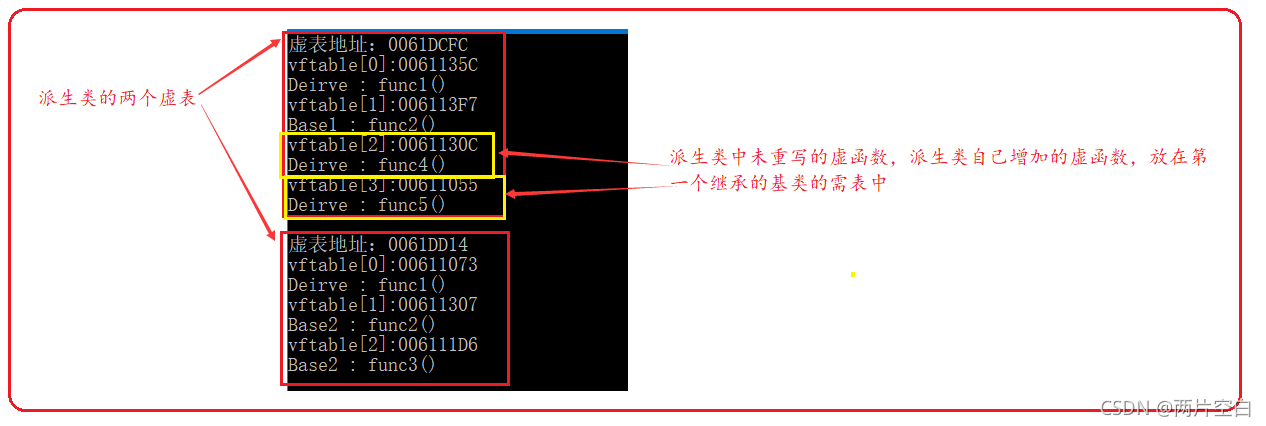 虚表地址：0061DCFC
vftable[0]:0061135C
Deirve : func1()
vftable[1]:006113F7
Base1 : func2()
vftable[2]:0061130C
Deirve : func4()
vftable[3]:00611055
Deirve : func5()
派生类的两个虚表
派生类中未重写的虚函数，派生类自己增加的虚函数，放在第
一个继承的基类的需表中
虚表地址：0061DD14
vftable[0]:00611073
Deirve : func1()
vftable[1]:00611307
Base2 : func2()
vftable[2]:006111D6
Base2 : func3()
CSDN @两片空白